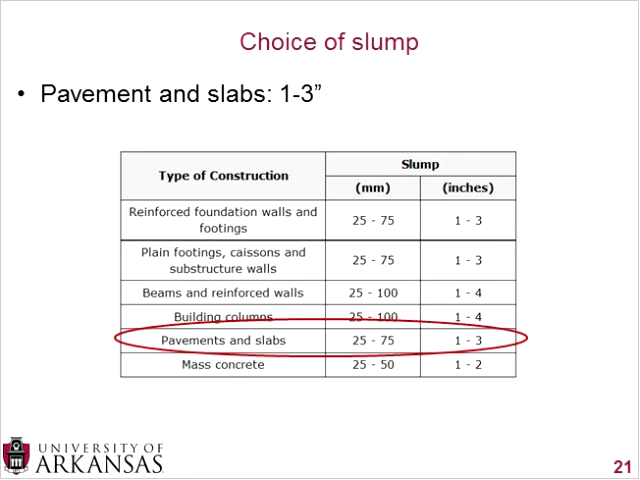 Choice of slump
• Pavement and slabs: 1-3”
Type of Construction
Slump
(mm) (inches)
Reinforced foundation walls and
footings
25 - 75 1 - 3
Plain footings, caissons and
substructure walls
25 - 75 1 - 3
Beams and reinforced walls 25 - 100 1 - 4
Building columns 25 - 100 1 - 4
Pavements and slabs 25 - 75 1 - 3
Mass concrete 25 - 50 1 - 2
UNIVERSITY OF
ARKANSAS
21